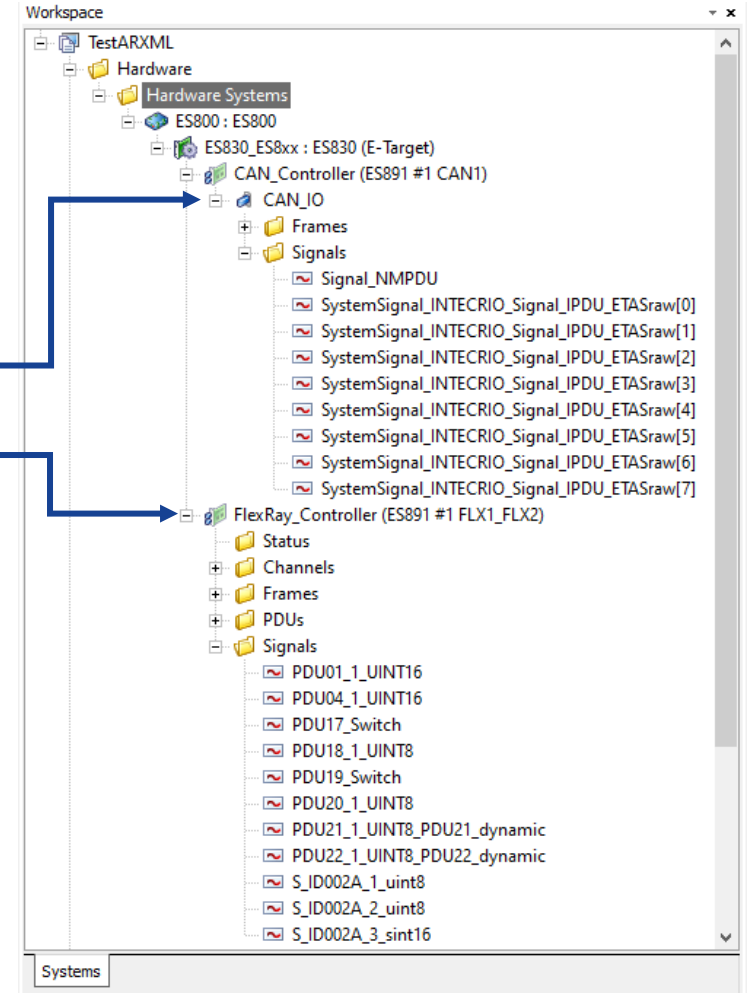 Workspace
TestARXML
Hardware
Hardware Systems
ES800 : ES800
ES830_ES8xx : ES830 (E-Target)
CAN_Controller (ES891 #1 CAN1)
CAN_IO
Frames
Signals
Signal_NMPDU
SystemSignal_INTECRIO_Signal_IPDU_ETASraw[0]
SystemSignal_INTECRIO_Signal_IPDU_ETASraw[1]
SystemSignal_INTECRIO_Signal_IPDU_ETASraw[2]
SystemSignal_INTECRIO_Signal_IPDU_ETASraw[3]
SystemSignal_INTECRIO_Signal_IPDU_ETASraw[4]
SystemSignal_INTECRIO_Signal_IPDU_ETASraw[5]
SystemSignal_INTECRIO_Signal_IPDU_ETASraw[6]
SystemSignal_INTECRIO_Signal_IPDU_ETASraw[7]
FlexRay_Controller (ES891 #1 FLX1_FLX2)
Status
Channels
Frames
PDUs
Signals
PDU01_1_UINT16
PDU04_1_UINT16
PDU17_Switch
PDU18_1_UINT8
PDU19_Switch
PDU20_1_UINT8
PDU21_1_UINT8_PDU21_dynamic
PDU22_1_UINT8_PDU22_dynamic
S_ID002A_1_uint8
S_ID002A_2_uint8
S_ID002A_3_sint16
Systems